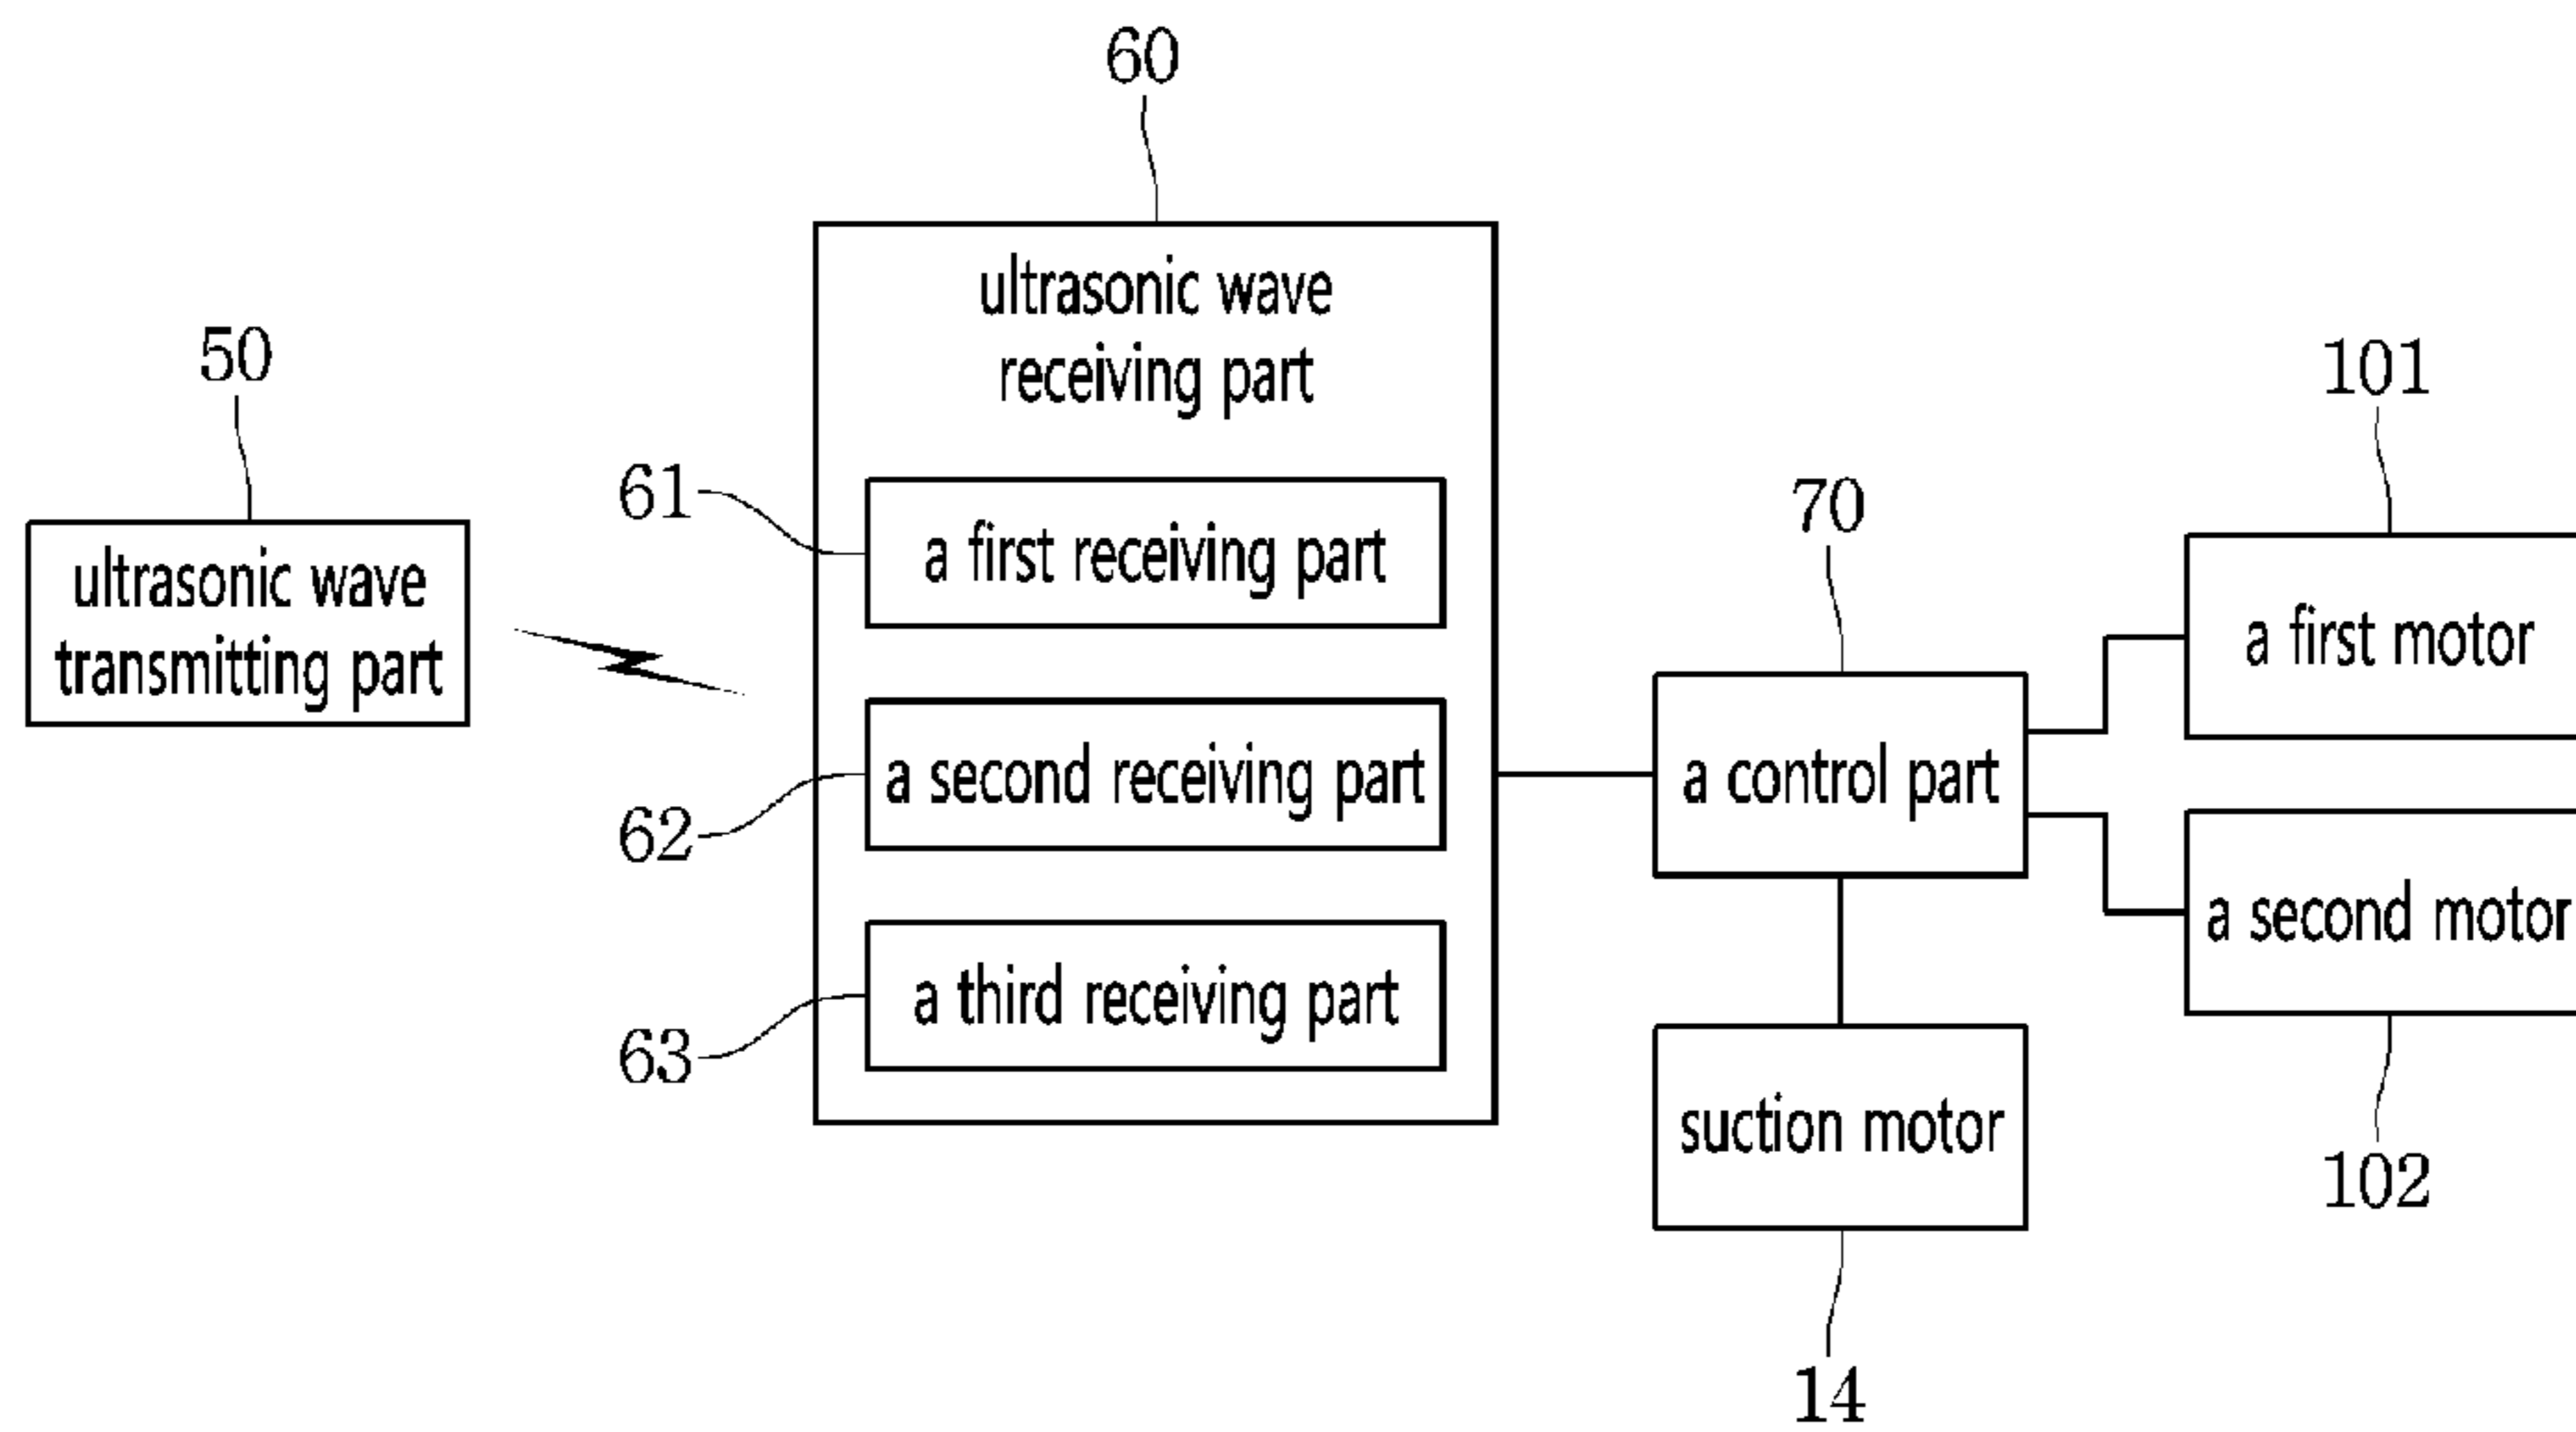 60
ultrasonic wave
receiving part
50
ultrasonic wave
transmitting part
61
a first receiving part
62
a second receiving part
63
a third receiving part
70
a control part
101
a first motor
a second motor
102
suction motor
14